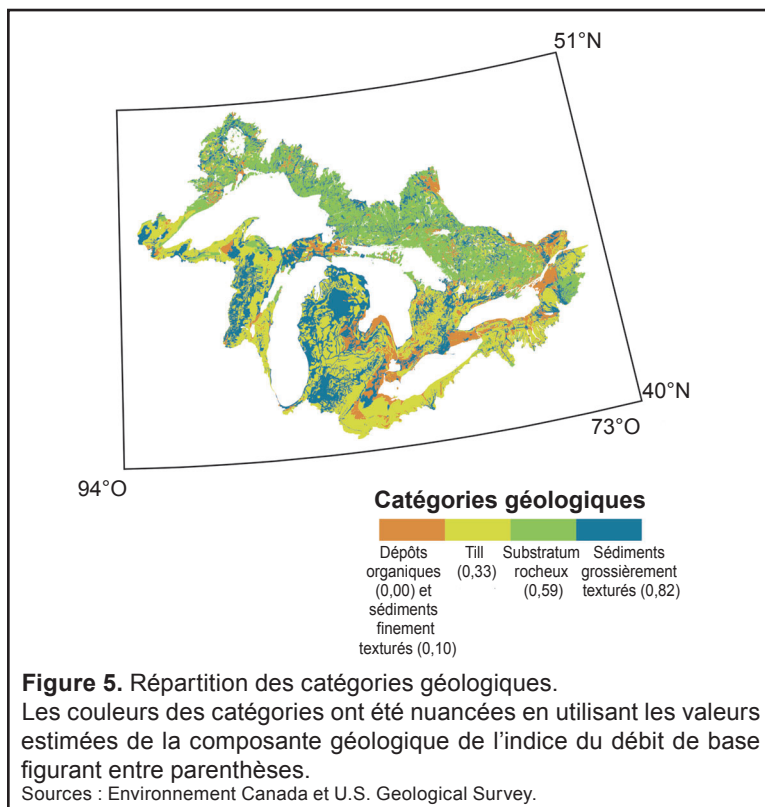 51°N
40°N
73°O
94°O
Catégories géologiques
Dépôts
organiques
(0,00) et
sédiments
finement
texturés (0,10)
Till
(0,33)
Substratum
rocheux
(0,59)
Sédiments
grossièrement
texturés (0,82)
Figure 5. Répartition des catégories géologiques.
Les couleurs des catégories ont été nuancées en utilisant les valeurs
estimées de la composante géologique de l'indice du débit de base
figurant entre parenthèses.
Sources : Environnement Canada et U.S. Geological Survey.